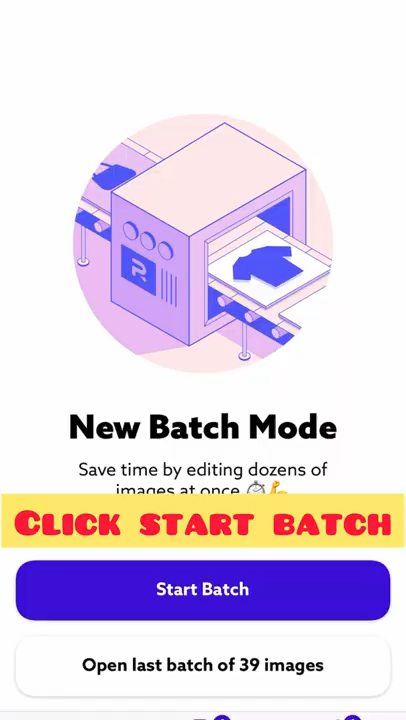 New Batch Mode
Save time by editing dozens of
images at once ⏱💪
CLICK START BATCH
Start Batch
Open last batch of 39 images